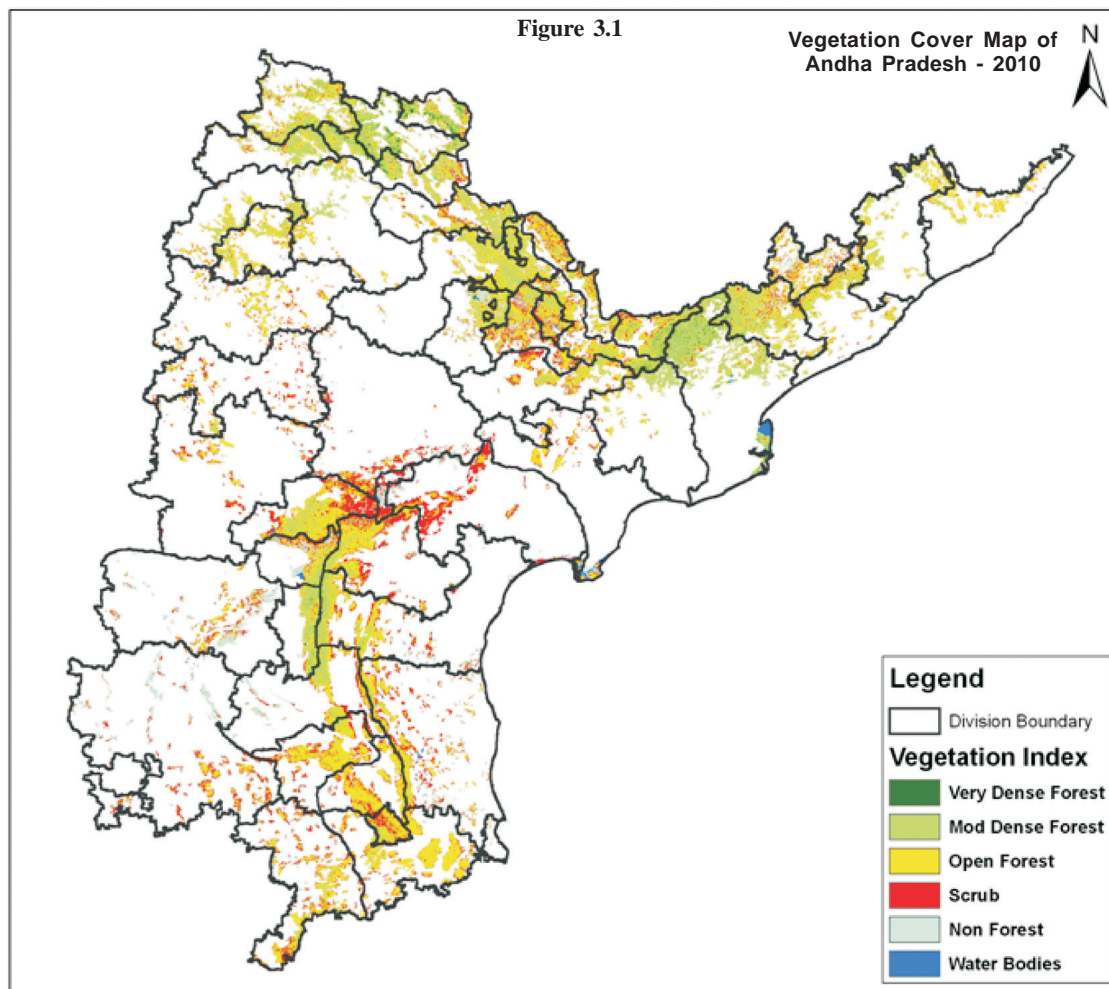 Figure 3.1
Vegetation Cover Map of
Andha Pradesh - 2010
N
Legend
Division Boundary
Vegetation Index
Very Dense Forest
Mod Dense Forest
Open Forest
Scrub
Non Forest
Water Bodies